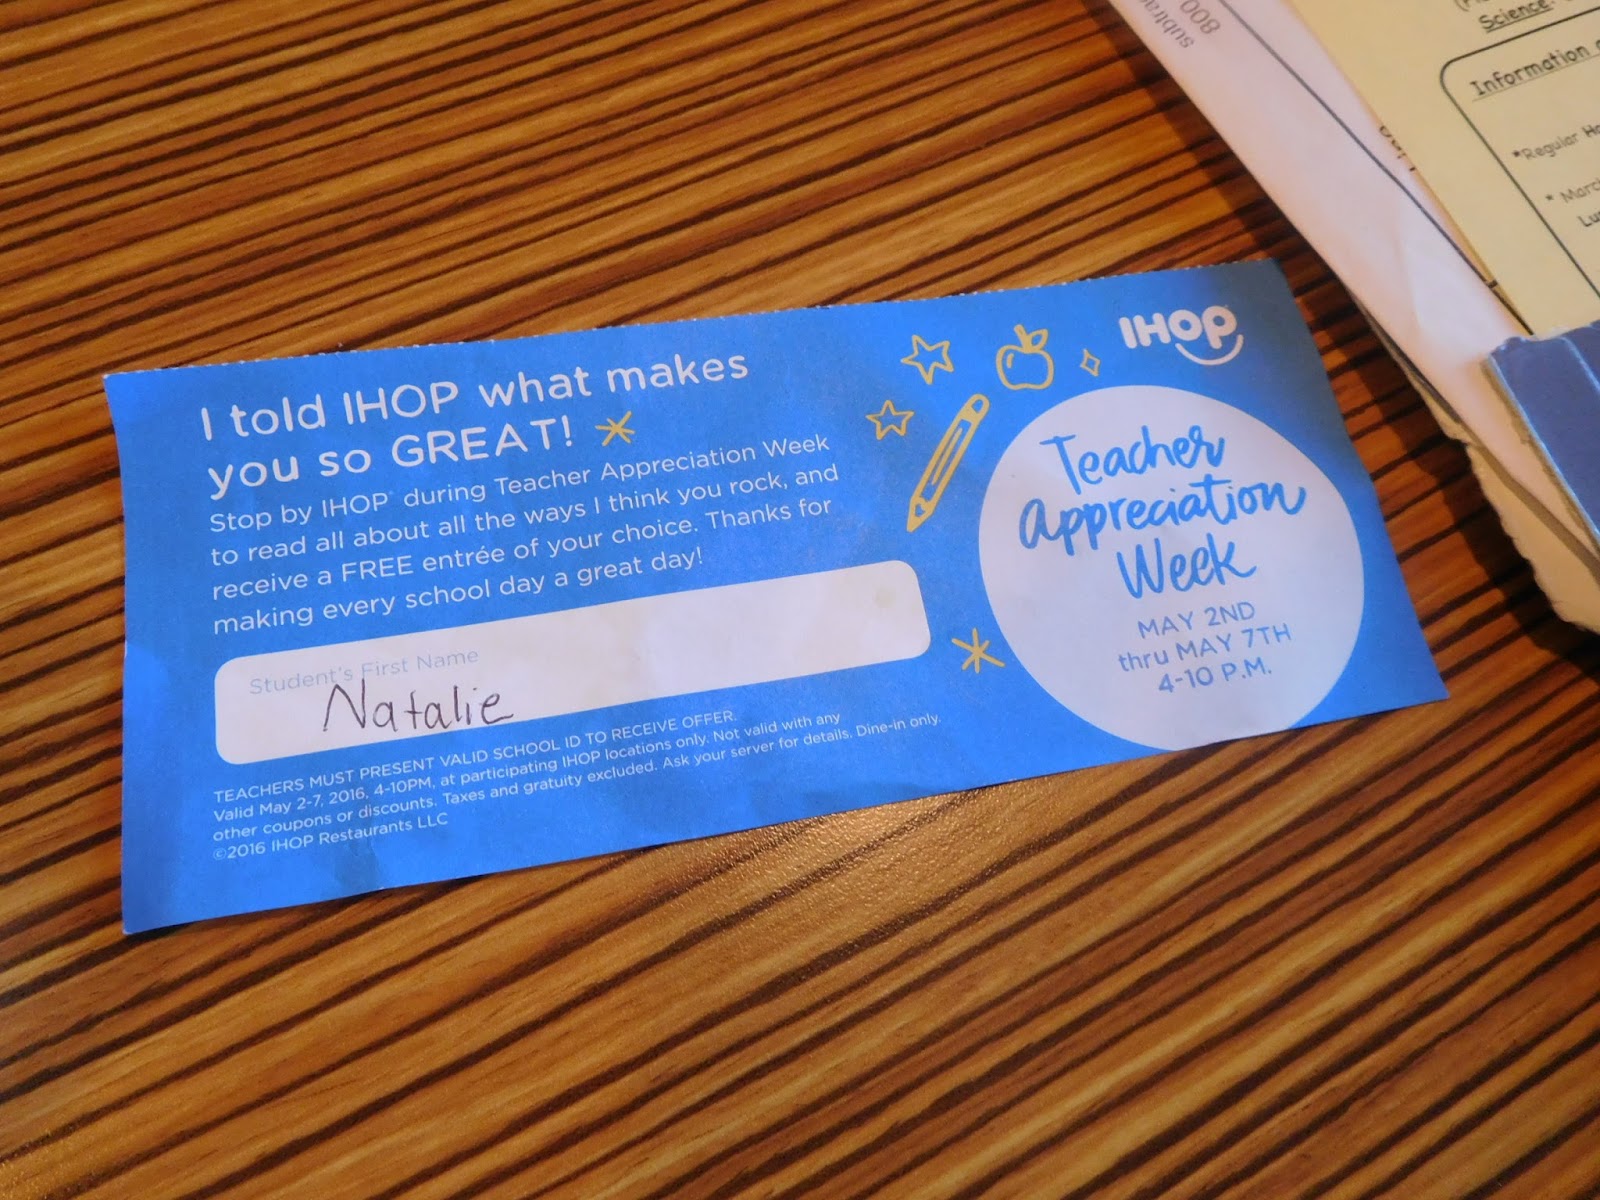 I told IHOP what makes
you so GREAT!
Stop by IHOP® during Teacher Appreciation Week
to read all about all the ways I think you rock, and
receive a FREE entrée of your choice. Thanks for
making every school day a great day!
Student's First Name
Natalie
TEACHERS MUST PRESENT VALID SCHOOL ID TO RECEIVE OFFER.
Valid May 2-7, 2016, 4-10PM, at participating IHOP locations only. Not valid with any
other coupons or discounts. Taxes and gratuity excluded. Ask your server for details. Dine-in only.
©2016 IHOP Restaurants LLC
IHOP
Teacher
Appreciation
Week
MAY 2ND
thru MAY 7TH
4-10 P.M.
800
Science.
Information
*Regular
*